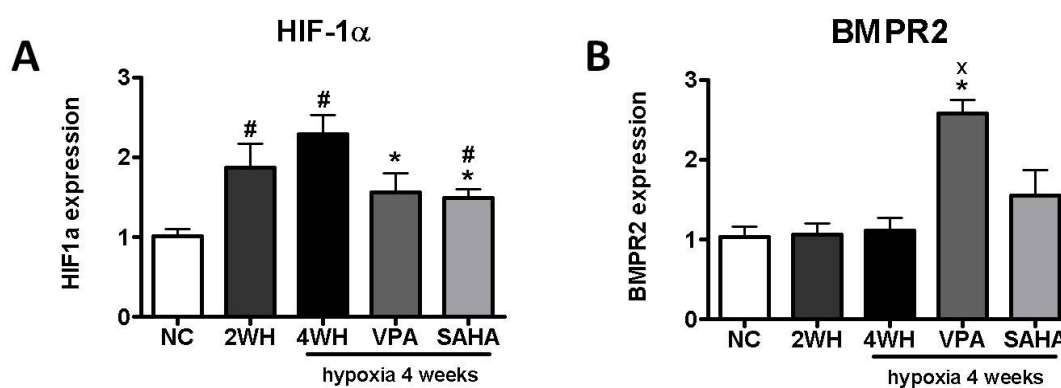 A
HIF-1α
HIF1a expression
3
2
1
0
#
#
*
#
*
NC 2WH 4WH VPA SAHA
hypoxia 4 weeks
B
BMPR2
BMPR2 expression
3
2
1
0
x
*
NC 2WH 4WH VPA SAHA
hypoxia 4 weeks